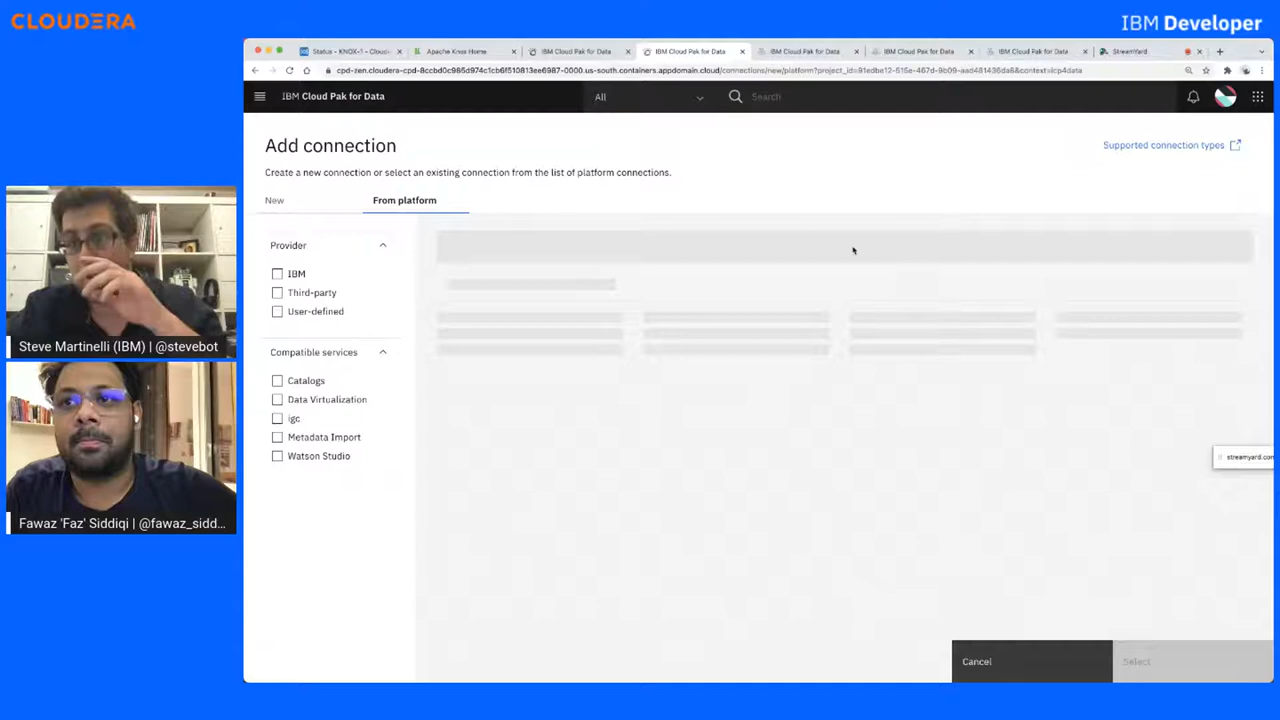 CLOUDERA
IBM Developer
Status - KNOX-1 - Cloud
Apache Knox Home
IBM Cloud Pak for Data
IBM Cloud Pak for Data
IBM Cloud Pak for Data
IBM Cloud Pak for Data
IBM Cloud Pak for Data
StreamYard
IBM Cloud Pak for Data
All
Search
Add connection
Supported connection types
Create a new connection or select an existing connection from the list of platform connections.
New
From platform
Provider
IBM
Third-party
User-defined
Compatible services
Catalogs
Data Virtualization
igc
Metadata Import
Watson Studio
streamyard.com
Cancel
Select
Steve Martinelli (IBM) | @stevebot
Fawaz 'Faz' Siddiqi | @fawaz_sidd...